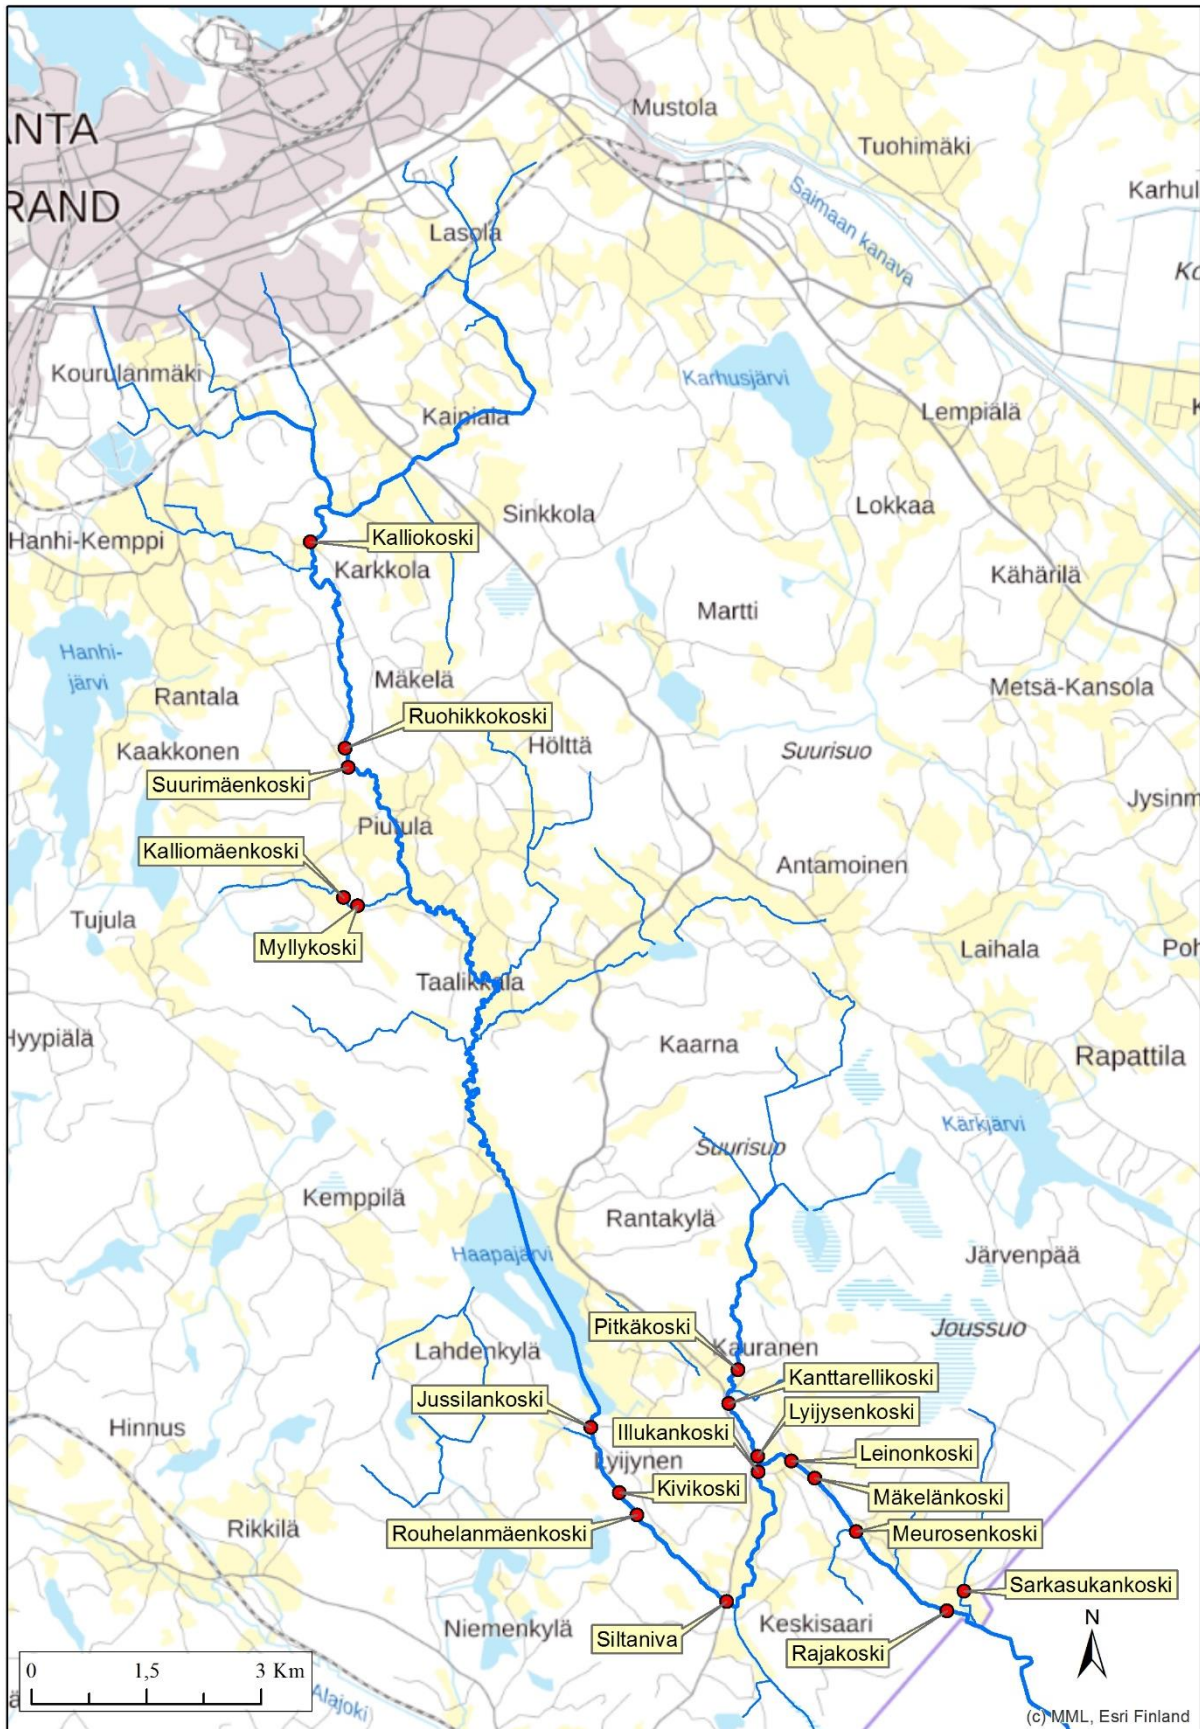 Mustola
ANTA
Tuohimäki
Saimaan kanava
Karhul
RAND
Lasola
Kourulanmäki
Karhusjärvi
Kaipiala
Lempiälä
Lokkaa
Sinkkola
Hanhi-Kemppi
Kalliokoski
Karkkola
Kähärilä
Martti
Hanhi-
järvi
Mäkelä
Rantala
Metsä-Kansola
Ruohikkokoski
Kaakkonen
Hölttä
Suurisuo
Suurimäenkoski
Jysinm
Piutula
Kalliomäenkoski
Antamoinen
Tujula
Myllykoski
Laihala
Poh
Taalikkala
Hyypiälä
Kaarna
Rapattila
Kärkjärvi
Suurisuo
Kemppilä
Rantakylä
Haapajärvi
Järvenpää
Joussuo
Pitkäkoski
Kauranen
Lahdenkylä
Kanttarellikoski
Jussilankoski
Lyijysenkoski
Hinnus
Illukankoski
Leinonkoski
Lyijynen
Kivikoski
Mäkelänkoski
Rikkilä
Rouhelanmäenkoski
Meurosenkoski
Sarkasukankoski
Niemenkylä
Siltaniva
Keskisaari
Rajakoski
N
0 1,5 3 Km
Alajoki
(c) MML, Esri Finland